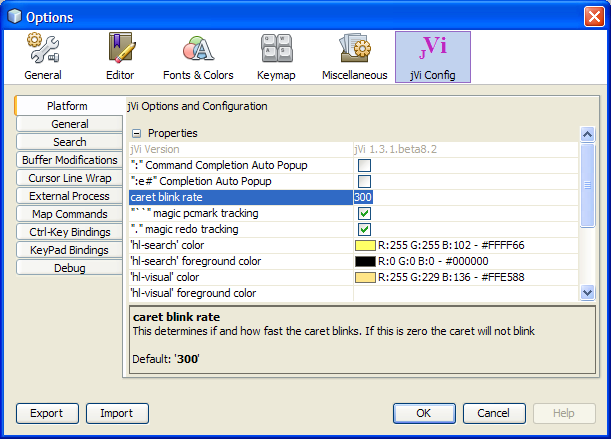 Options
General
Editor
Fonts & Colors
Keymap
Miscellaneous
jVi
jVi Config
Platform
General
Search
Buffer Modifications
Cursor Line Wrap
External Process
Map Commands
Ctrl-Key Bindings
KeyPad Bindings
Debug
jVi Options and Configuration
Properties
jVi Version jVi 1.3.1.beta8.2
":" Command Completion Auto Popup
":e#" Completion Auto Popup
caret blink rate 300
"``" magic pcmark tracking
"." magic redo tracking
'hl-search' color R:255 G:255 B:102 - #FFFF66
'hl-search' foreground color R:0 G:0 B:0 - #000000
'hl-visual' color R:255 G:229 B:136 - #FFE588
'hl-visual' foreground color
caret blink rate
This determines if and how fast the caret blinks. If this is zero the caret will not blink
Default: '300'
Export
Import
OK
Cancel
Help